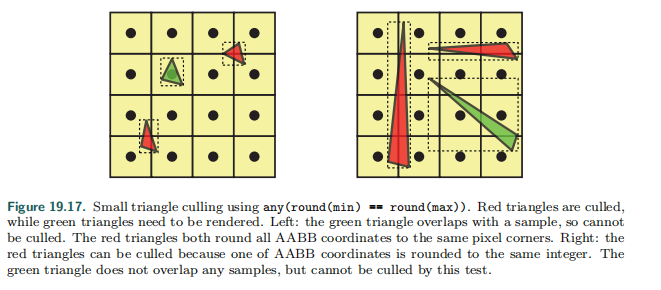 Figure 19.17. Small triangle culling using any(round(min) == round(max)). Red triangles are culled,
while green triangles need to be rendered. Left: the green triangle overlaps with a sample, so cannot
be culled. The red triangles both round all AABB coordinates to the same pixel corners. Right: the
red triangles can be culled because one of AABB coordinates is rounded to the same integer. The
green triangle does not overlap any samples, but cannot be culled by this test.